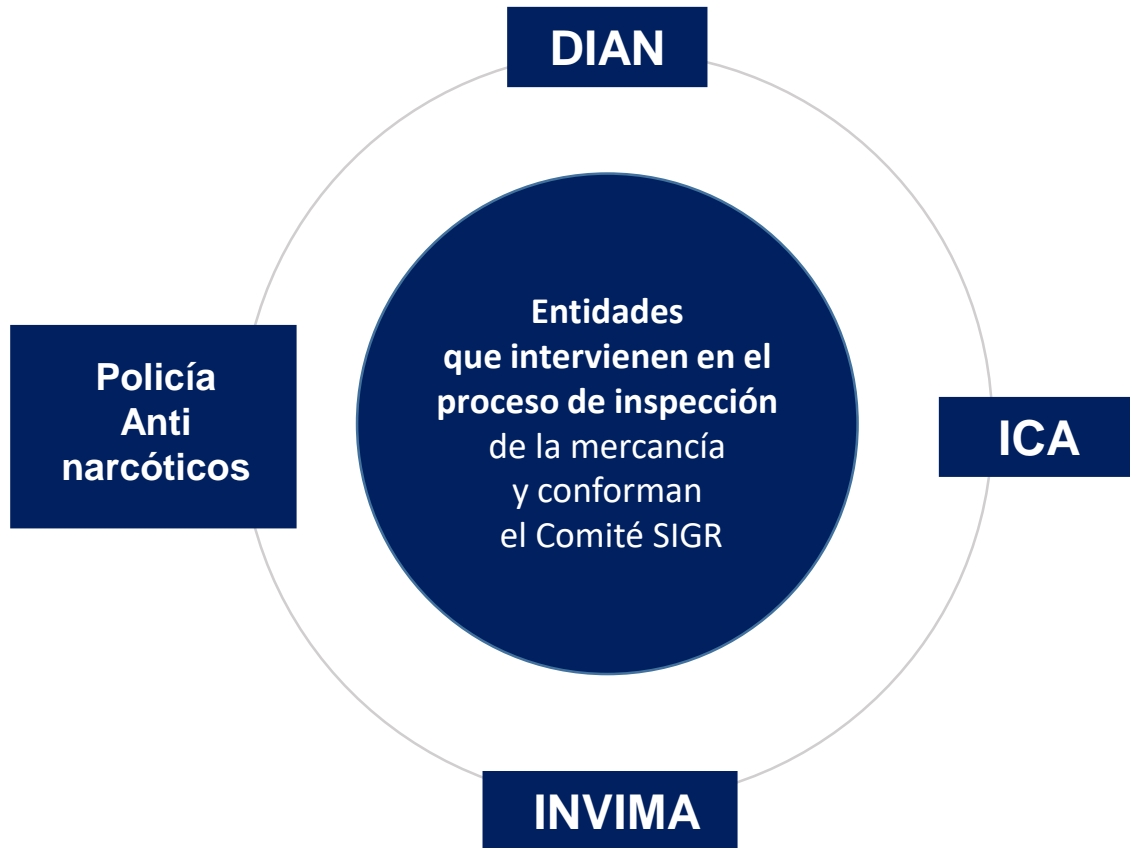 DIAN
Entidades
que intervienen en el
proceso de inspección
de la mercancía
y conforman
el Comité SIGR
Policía
Anti
narcóticos
ICA
INVIMA